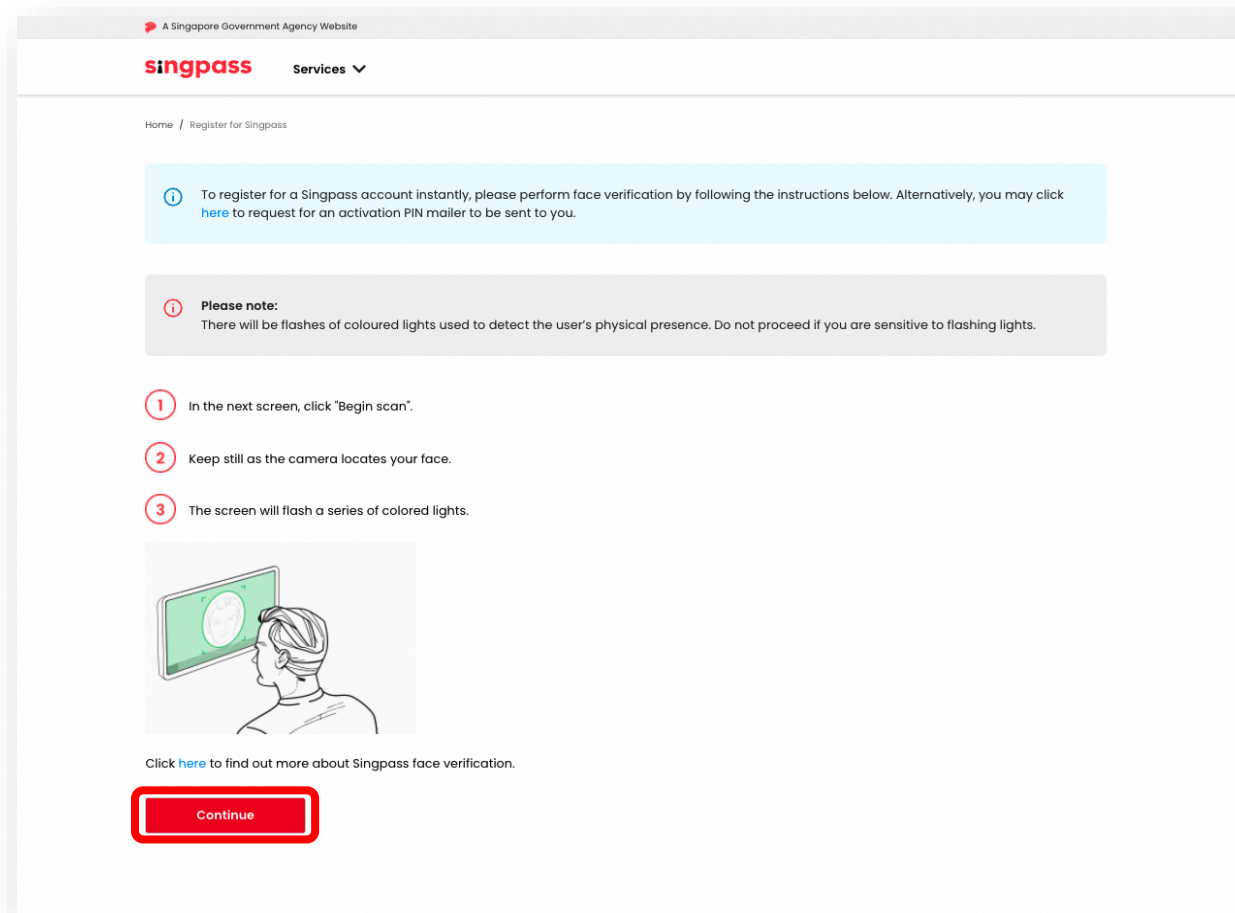 A Singapore Government Agency Website
singpass
Services
Home / Register for Singpass
To register for a Singpass account instantly, please perform face verification by following the instructions below. Alternatively, you may click
here to request for an activation PIN mailer to be sent to you.
Please note:
There will be flashes of coloured lights used to detect the user's physical presence. Do not proceed if you are sensitive to flashing lights.
1 In the next screen, click "Begin scan".
2 Keep still as the camera locates your face.
3 The screen will flash a series of colored lights.
Click here to find out more about Singpass face verification.
Continue